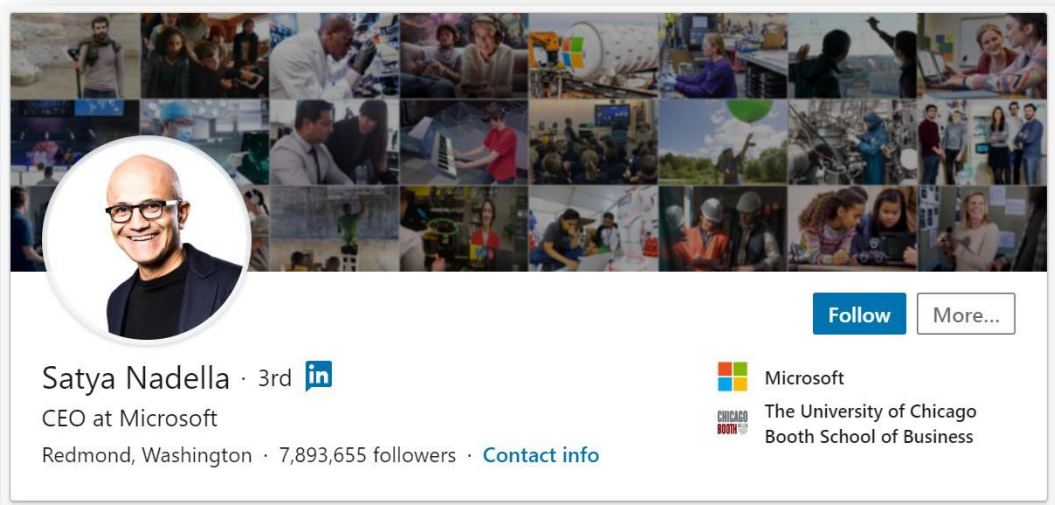 Follow
More...
Satya Nadella · 3rd in
CEO at Microsoft
Redmond, Washington · 7,893,655 followers · Contact info
Microsoft
CHICAGO
BOOTH
The University of Chicago
Booth School of Business